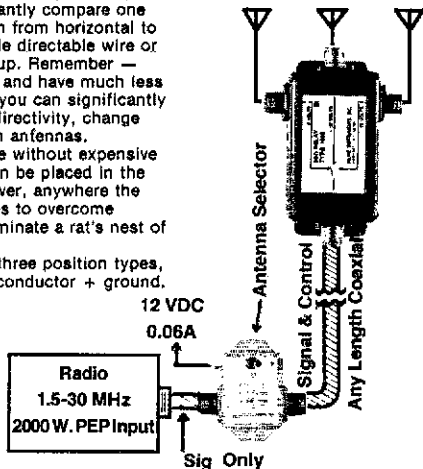 antly compare one
n from horizontal to
le directable wire or
up. Remember —
and have much less
you can significantly
directivity, change
n antennas.
e without expensive
n be placed in the
ver, anywhere the
es to overcome
minate a rat's nest of
three position types,
conductor + ground.
12 VDC
0.06A
Antenna Selector
Signal & Control
Any Length Coaxial
Radio
1.5-30 MHz
2000 W. PEP Input
Sig Only